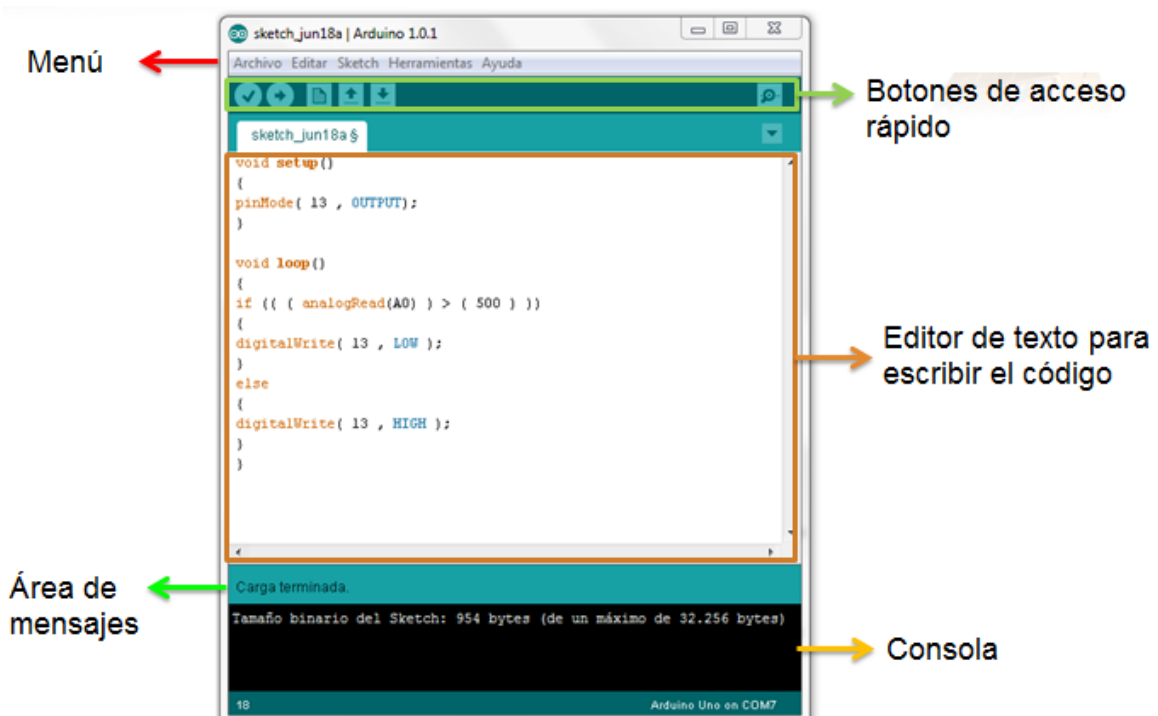 sketch_jun18a | Arduino 1.0.1
Menú
Archivo Editar Sketch Herramientas Ayuda
Botones de acceso
rápido
sketch_jun18a §
void setup()
{
pinMode( 13 , OUTPUT);
}
void loop()
{
if (( ( analogRead(A0) ) > ( 500 ) ))
{
digitalWrite( 13 , LOW );
}
else
{
digitalWrite( 13 , HIGH );
}
}
Editor de texto para
escribir el código
Área de
mensajes
Carga terminada.
Tamaño binario del Sketch: 954 bytes (de un máximo de 32.256 bytes)
Consola
18
Arduino Uno on COM7